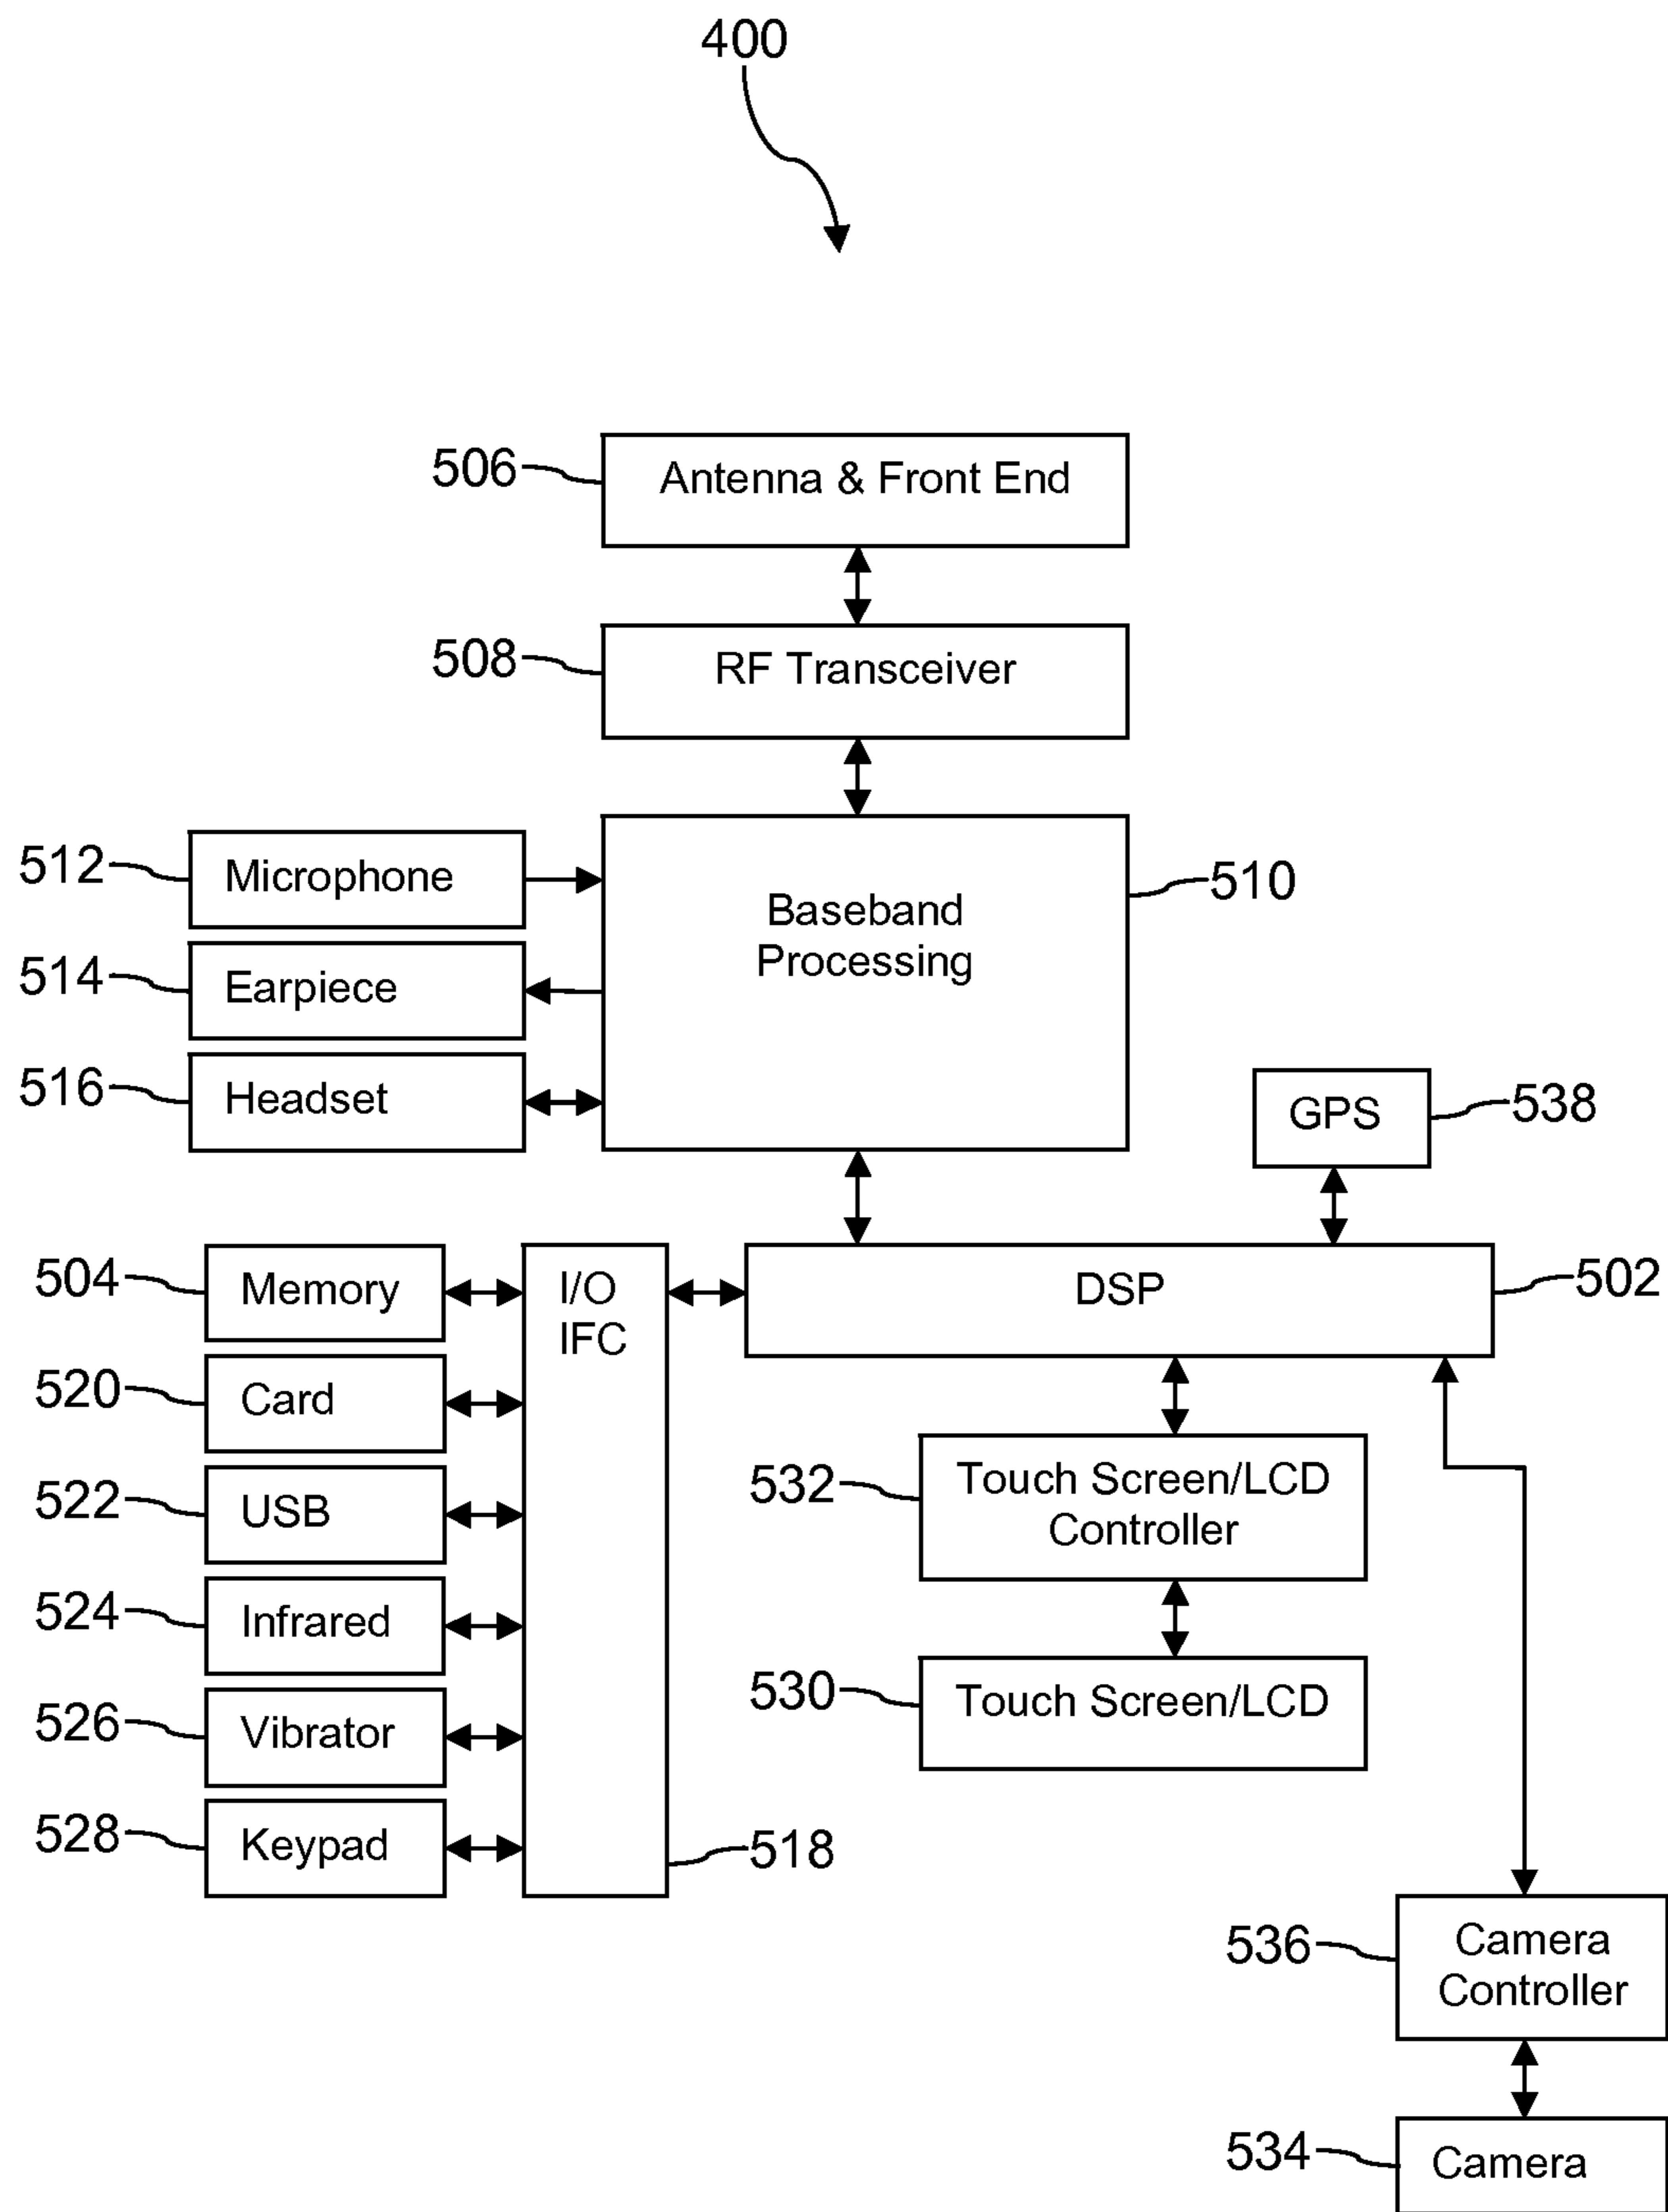 400
506
Antenna & Front End
508
RF Transceiver
512
Microphone
Baseband
Processing
510
514
Earpiece
516
Headset
GPS
538
504
Memory
I/O
IFC
DSP
502
520
Card
522
USB
532
Touch Screen/LCD
Controller
524
Infrared
530
Touch Screen/LCD
526
Vibrator
528
Keypad
518
536
Camera
Controller
534
Camera